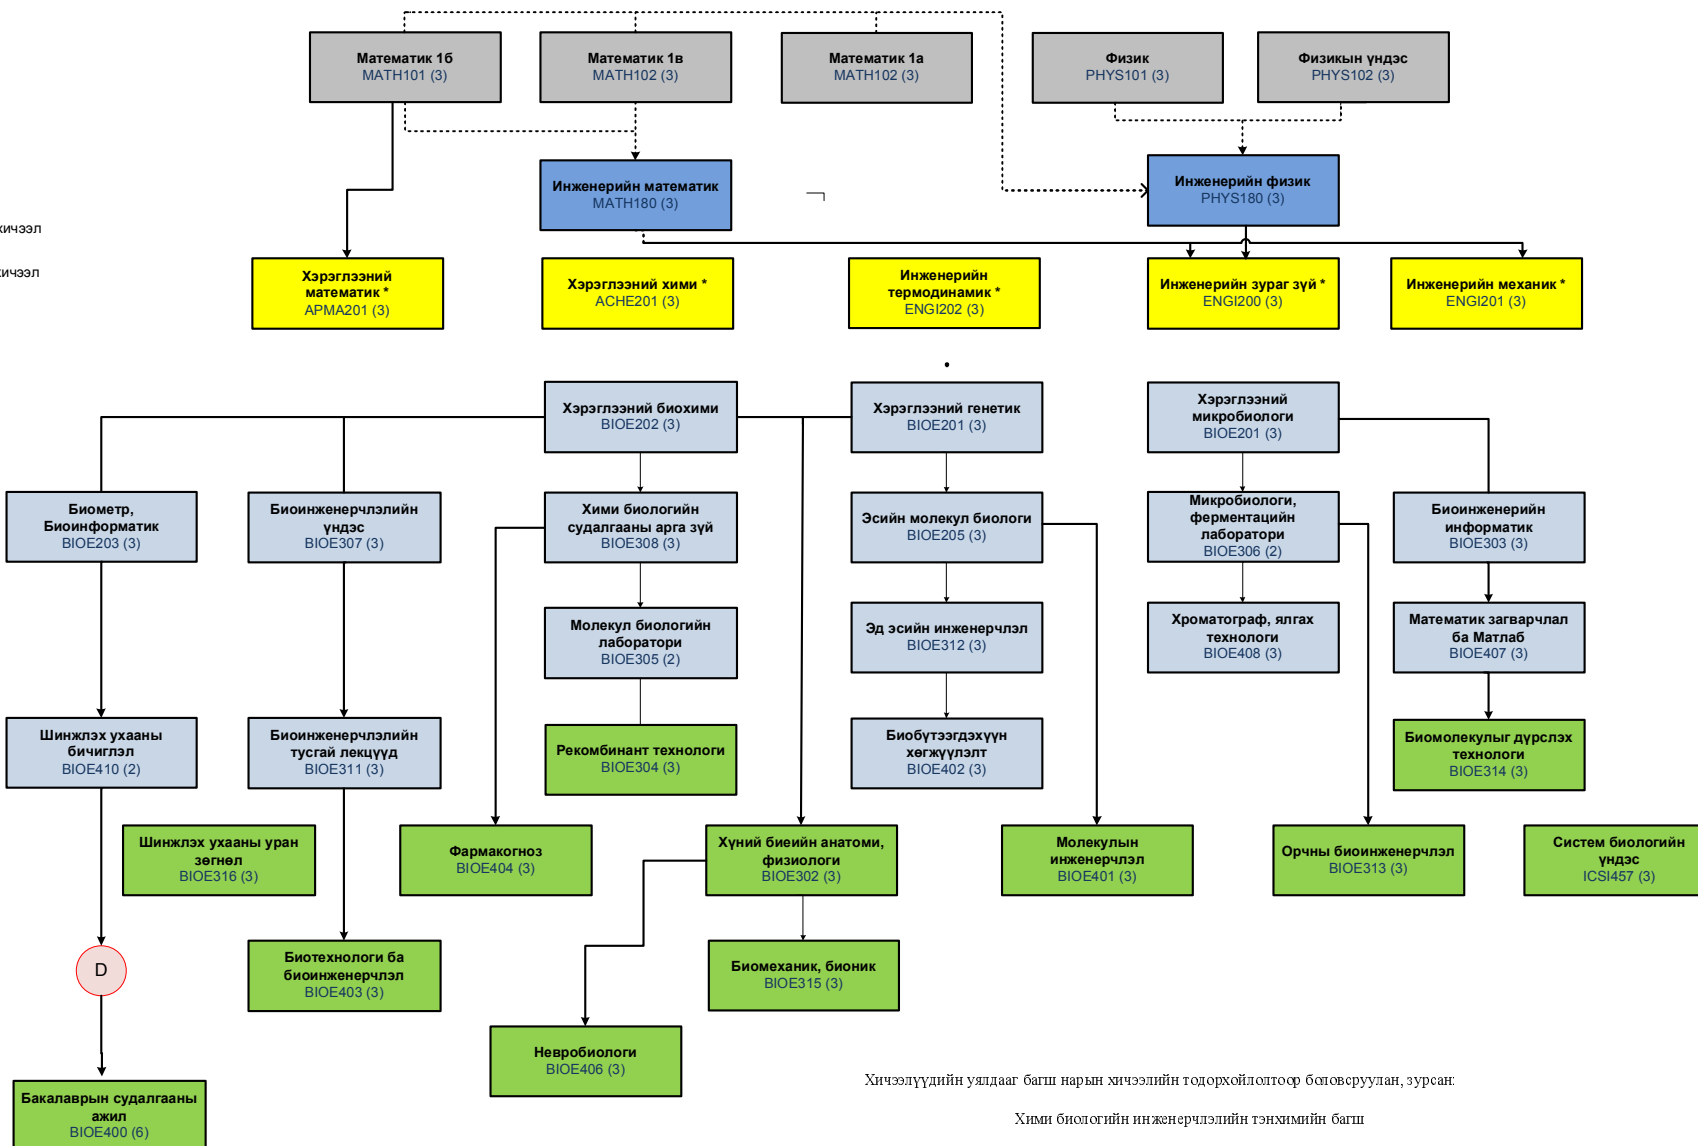 Математик 1б
MATH101 (3)
Математик 1в
MATH102 (3)
Математик 1а
MATH102 (3)
Физик
PHYS101 (3)
Физикын үндэс
PHYS102 (3)
Инженерийн математик
MATH180 (3)
Инженерийн физик
PHYS180 (3)
хичээл
хичээл
Хэрэглээний
математик *
APMA201 (3)
Хэрэглээний хими *
ACHE201 (3)
Инженерийн
термодинамик *
ENGI202 (3)
Инженерийн зураг зүй *
ENGI200 (3)
Инженерийн механик *
ENGI201 (3)
Хэрэглээний биохими
BIOE202 (3)
Хэрэглээний генетик
BIOE201 (3)
Хэрэглээний
микробиологи
BIOE201 (3)
Биометр,
Биоинформатик
BIOE203 (3)
Биоинженерчлэлийн
үндэс
BIOE307 (3)
Хими биологийн
судалгааны арга зүй
BIOE308 (3)
Эсийн молекул биологи
BIOE205 (3)
Микробиологи,
ферментацийн
лаборатори
BIOE306 (2)
Биоинженерийн
информатик
BIOE303 (3)
Молекул биологийн
лаборатори
BIOE305 (2)
Эд эсийн инженерчлэл
BIOE312 (3)
Хроматограф, ялгах
технологи
BIOE408 (3)
Математик загварчлал
ба Матлаб
BIOE407 (3)
Шинжлэх ухааны
бичиглэл
BIOE410 (2)
Биоинженерчлэлийн
тусгай лекцүүд
BIOE311 (3)
Рекомбинант технологи
BIOE304 (3)
Биобүтээгдэхүүн
хөгжүүлэлт
BIOE402 (3)
Биомолекулыг дүрслэх
технологи
BIOE314 (3)
Шинжлэх ухааны уран
зөгнөл
BIOE316 (3)
Фармакогноз
BIOE404 (3)
Хүний биеийн анатоми,
физиологи
BIOE302 (3)
Молекулын
инженерчлэл
BIOE401 (3)
Орчны биоинженерчлэл
BIOE313 (3)
Систем биологийн
үндэс
ICSI457 (3)
D
Биотехнологи ба
биоинженерчлэл
BIOE403 (3)
Биомеханик, бионик
BIOE315 (3)
Невробиологи
BIOE406 (3)
Бакалаврын судалгааны
ажил
BIOE400 (6)
Хичээлүүдийн уялдааг багш нарын хичээлийн тодорхойлолтоор боловсруулан, зурсан:
Хими биологийн инженерчлэлийн тэнхимийн багш